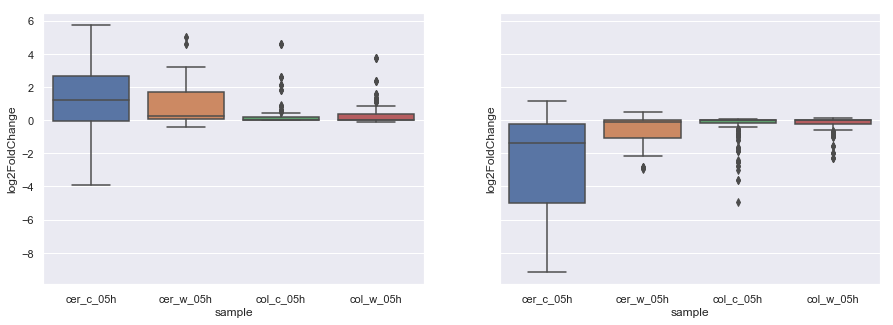 6
4
2
0
−2
−4
−6
−8
log2FoldChange
cer_c_05h
cer_w_05h
col_c_05h
col_w_05h
sample
log2FoldChange
cer_c_05h
cer_w_05h
col_c_05h
col_w_05h
sample